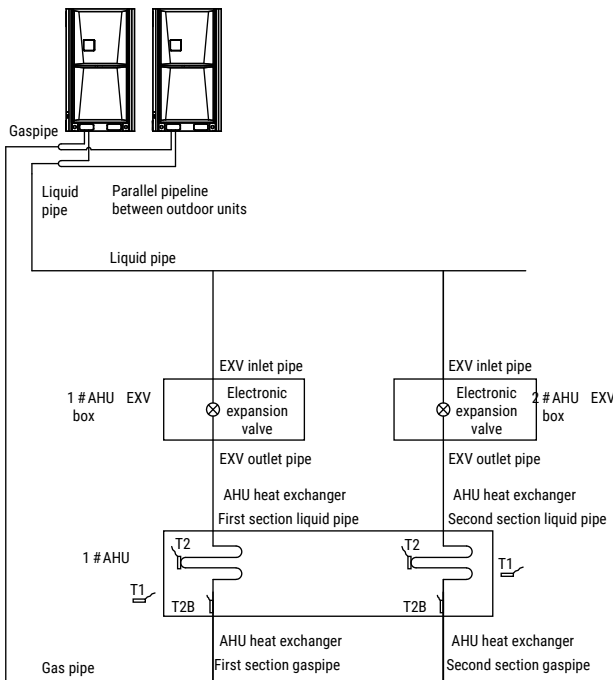 Gaspipe
Liquid
pipe
Parallel pipeline
between outdoor units
Liquid pipe
EXV inlet pipe
EXV inlet pipe
1 # AHU EXV
box
Electronic
expansion
valve
Electronic
expansion
valve
2 # AHU EXV
box
EXV outlet pipe
EXV outlet pipe
AHU heat exchanger
First section liquid pipe
AHU heat exchanger
Second section liquid pipe
1 # AHU
T2
T2
T1
T1
T2B
T2B
AHU heat exchanger
First section gaspipe
AHU heat exchanger
Second section gaspipe
Gas pipe